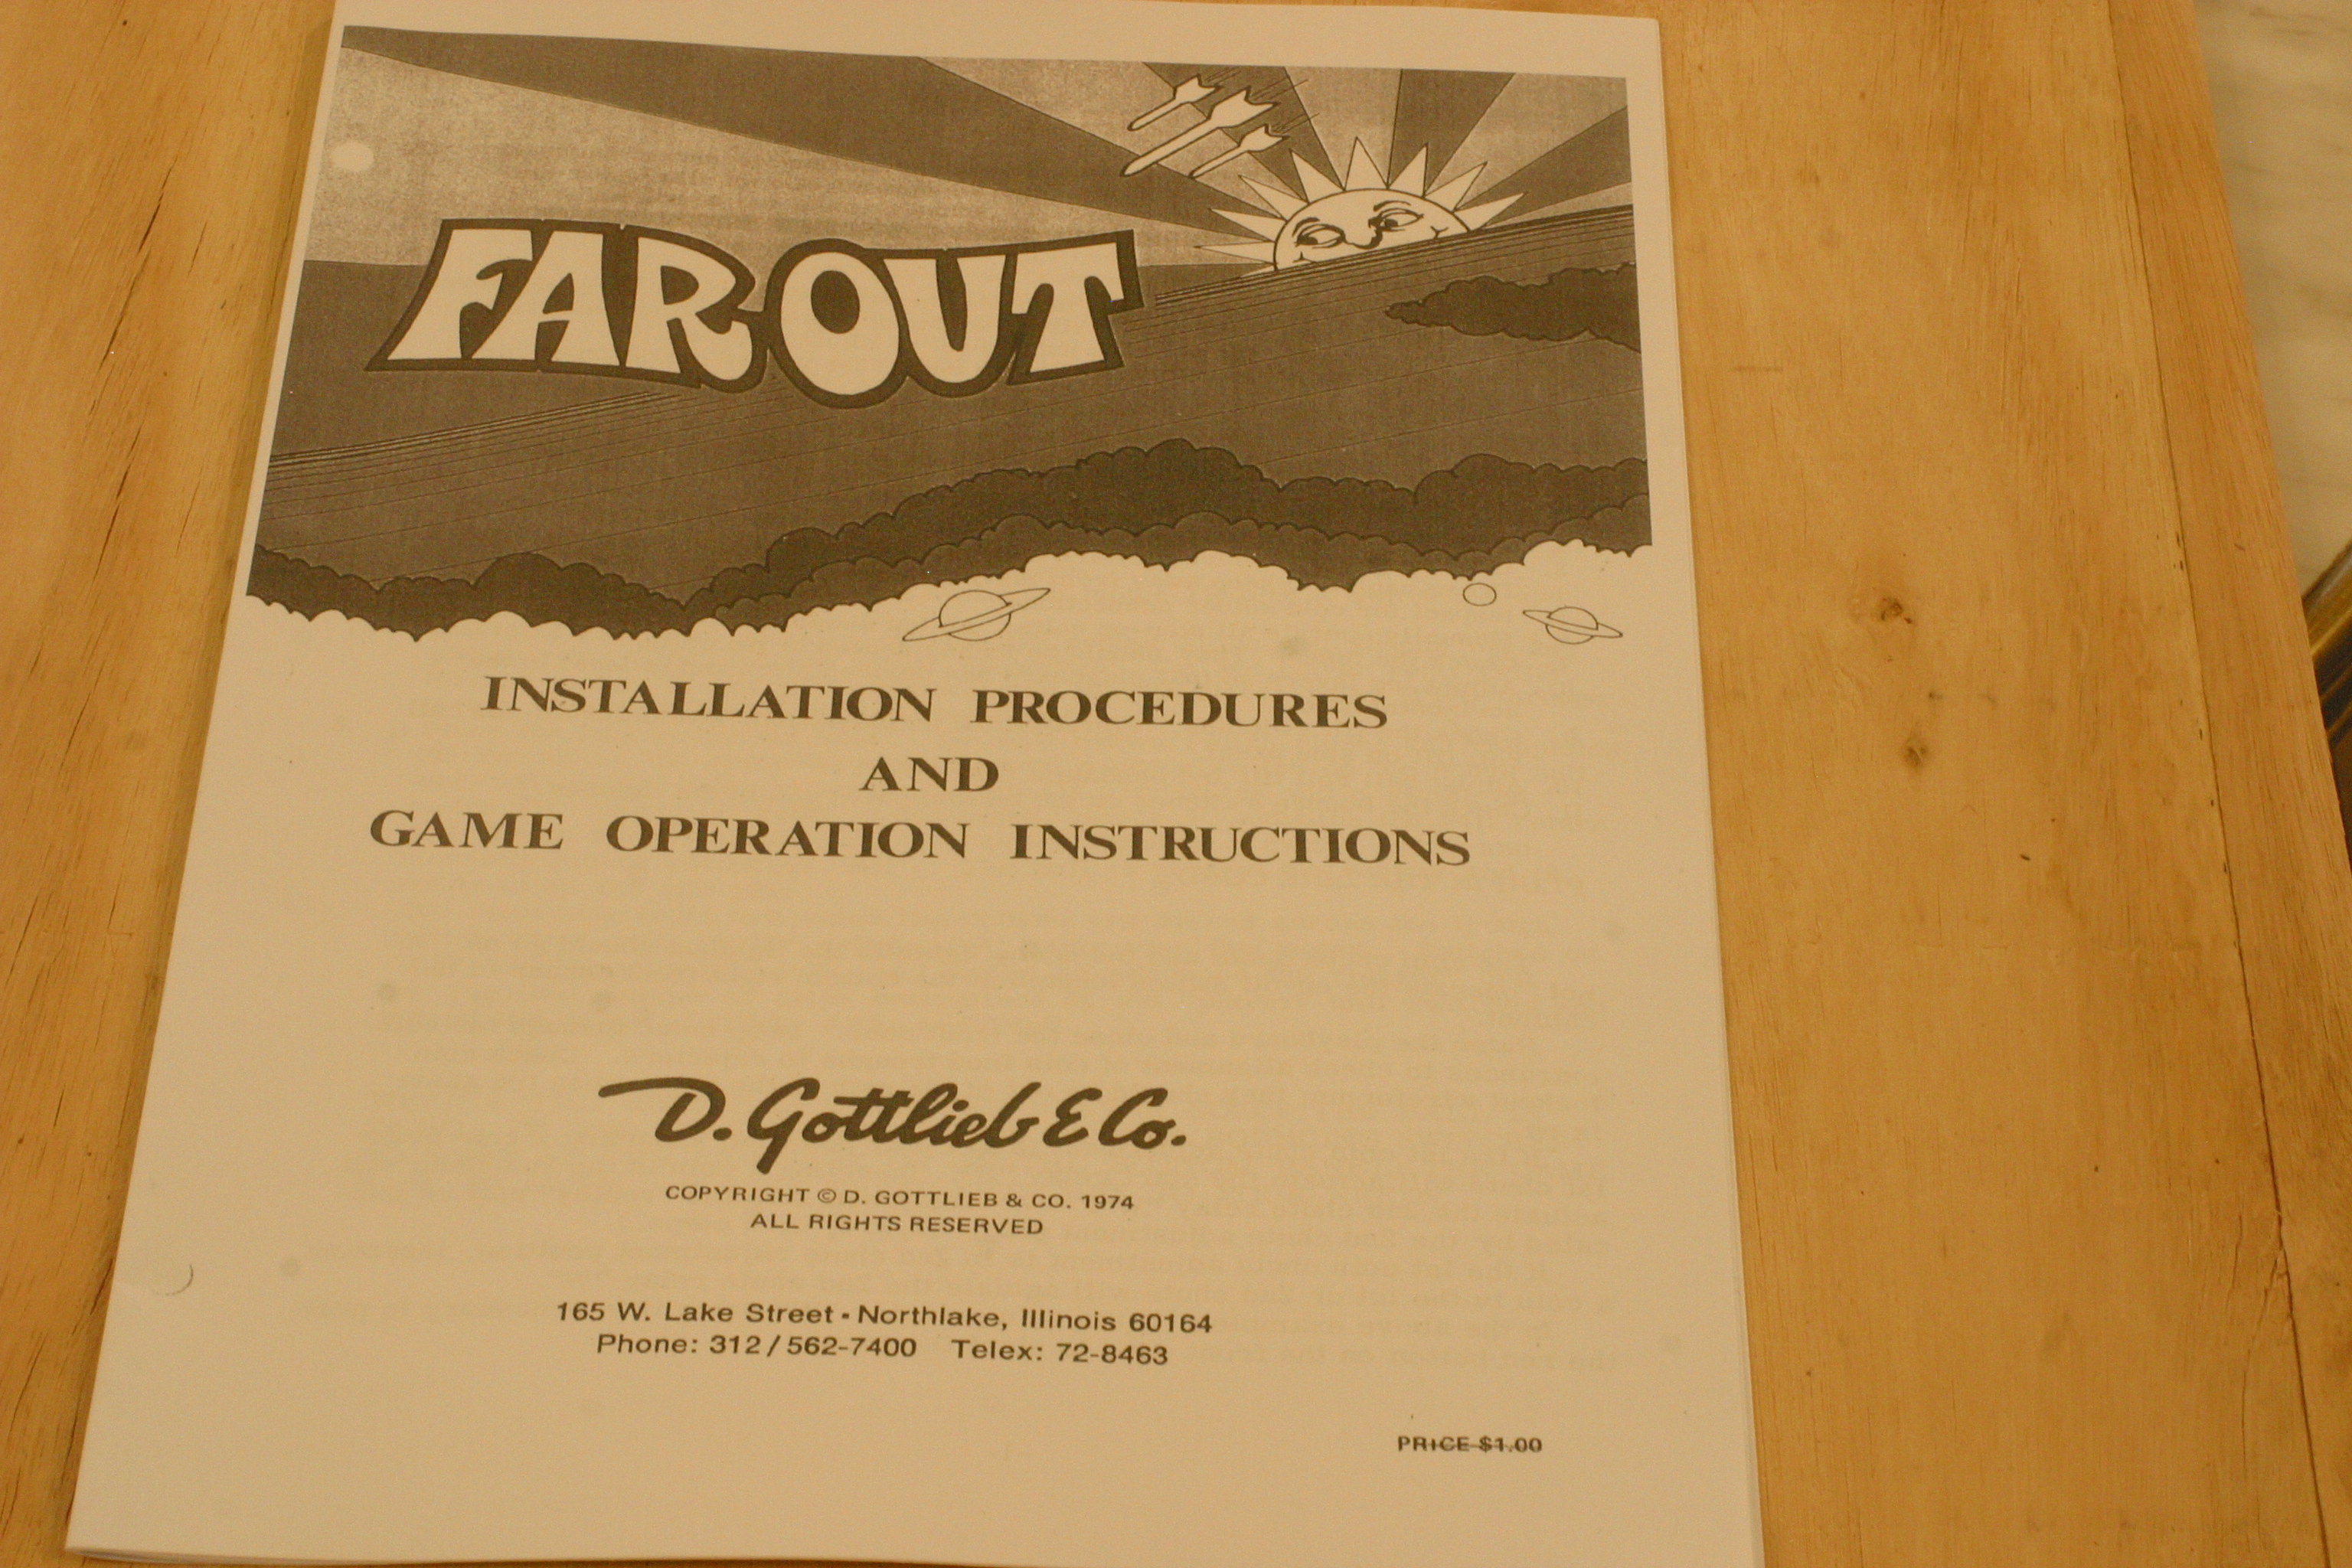 FAR OUT
INSTALLATION PROCEDURES
AND
GAME OPERATION INSTRUCTIONS
D. Gottlieb & Co.
COPYRIGHT © D. GOTTLIEB & CO. 1974
ALL RIGHTS RESERVED
165 W. Lake Street • Northlake, Illinois 60164
Phone: 312/562-7400 Telex: 72-8463
PRICE $1.00